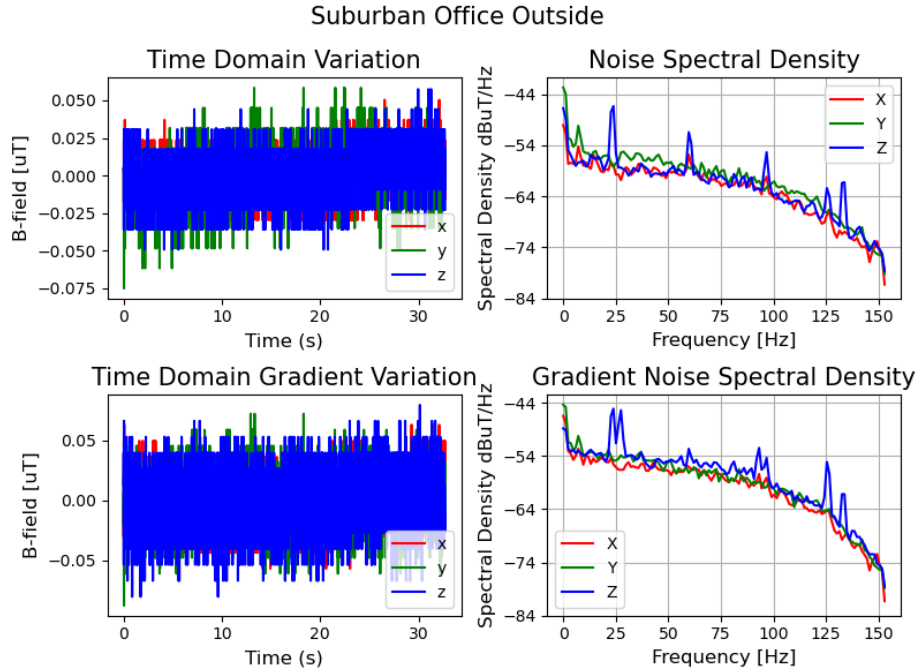 Suburban Office Outside
Time Domain Variation
B-field [uT]
0.050
0.025
0.000
−0.025
−0.050
−0.075
0
10
20
30
Time (s)
x
y
z
Noise Spectral Density
Spectral Density dBuT/Hz
−44
−54
−64
−74
−84
0
25
50
75
100
125
150
Frequency [Hz]
X
Y
Z
Time Domain Gradient Variation
B-field [uT]
0.05
0.00
−0.05
0
10
20
30
Time (s)
x
y
z
Gradient Noise Spectral Density
Spectral Density dBuT/Hz
−44
−54
−64
−74
−84
0
25
50
75
100
125
150
Frequency [Hz]
X
Y
Z